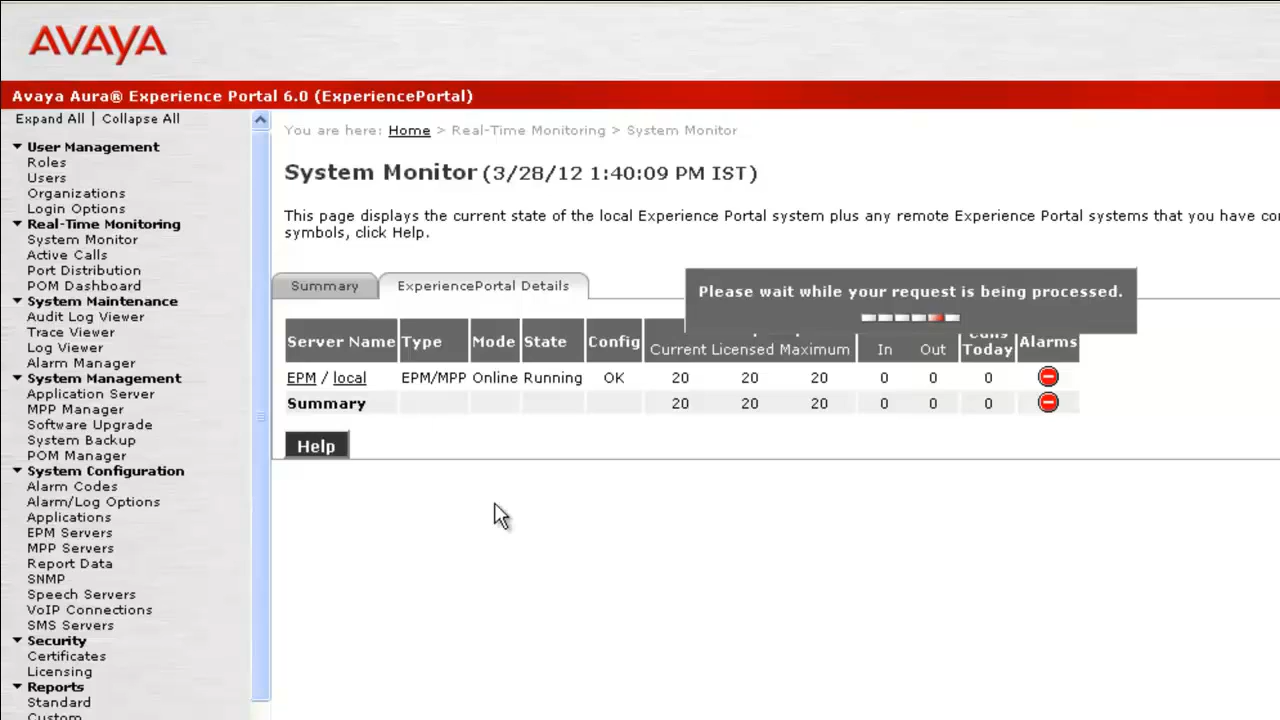 AVAYA
Avaya Aura® Experience Portal 6.0 (ExperiencePortal)
Expand All | Collapse All
User Management
Roles
Users
Organizations
Login Options
Real-Time Monitoring
System Monitor
Active Calls
Port Distribution
POM Dashboard
System Maintenance
Audit Log Viewer
Trace Viewer
Log Viewer
Alarm Manager
System Management
Application Server
MPP Manager
Software Upgrade
System Backup
POM Manager
System Configuration
Alarm Codes
Alarm/Log Options
Applications
EPM Servers
MPP Servers
Report Data
SNMP
Speech Servers
VoIP Connections
SMS Servers
Security
Certificates
Licensing
Reports
Standard
Custom
You are here: Home > Real-Time Monitoring > System Monitor
System Monitor (3/28/12 1:40:09 PM IST)
This page displays the current state of the local Experience Portal system plus any remote Experience Portal systems that you have
symbols, click Help.
Summary ExperiencePortal Details
Please wait while your request is being processed.
Server Name Type Mode State Config Current Licensed Maximum In Out Calls Today Alarms
EPM / local EPM/MPP Online Running OK 20 20 20 0 0 0
Summary 20 20 20 0 0 0
Help